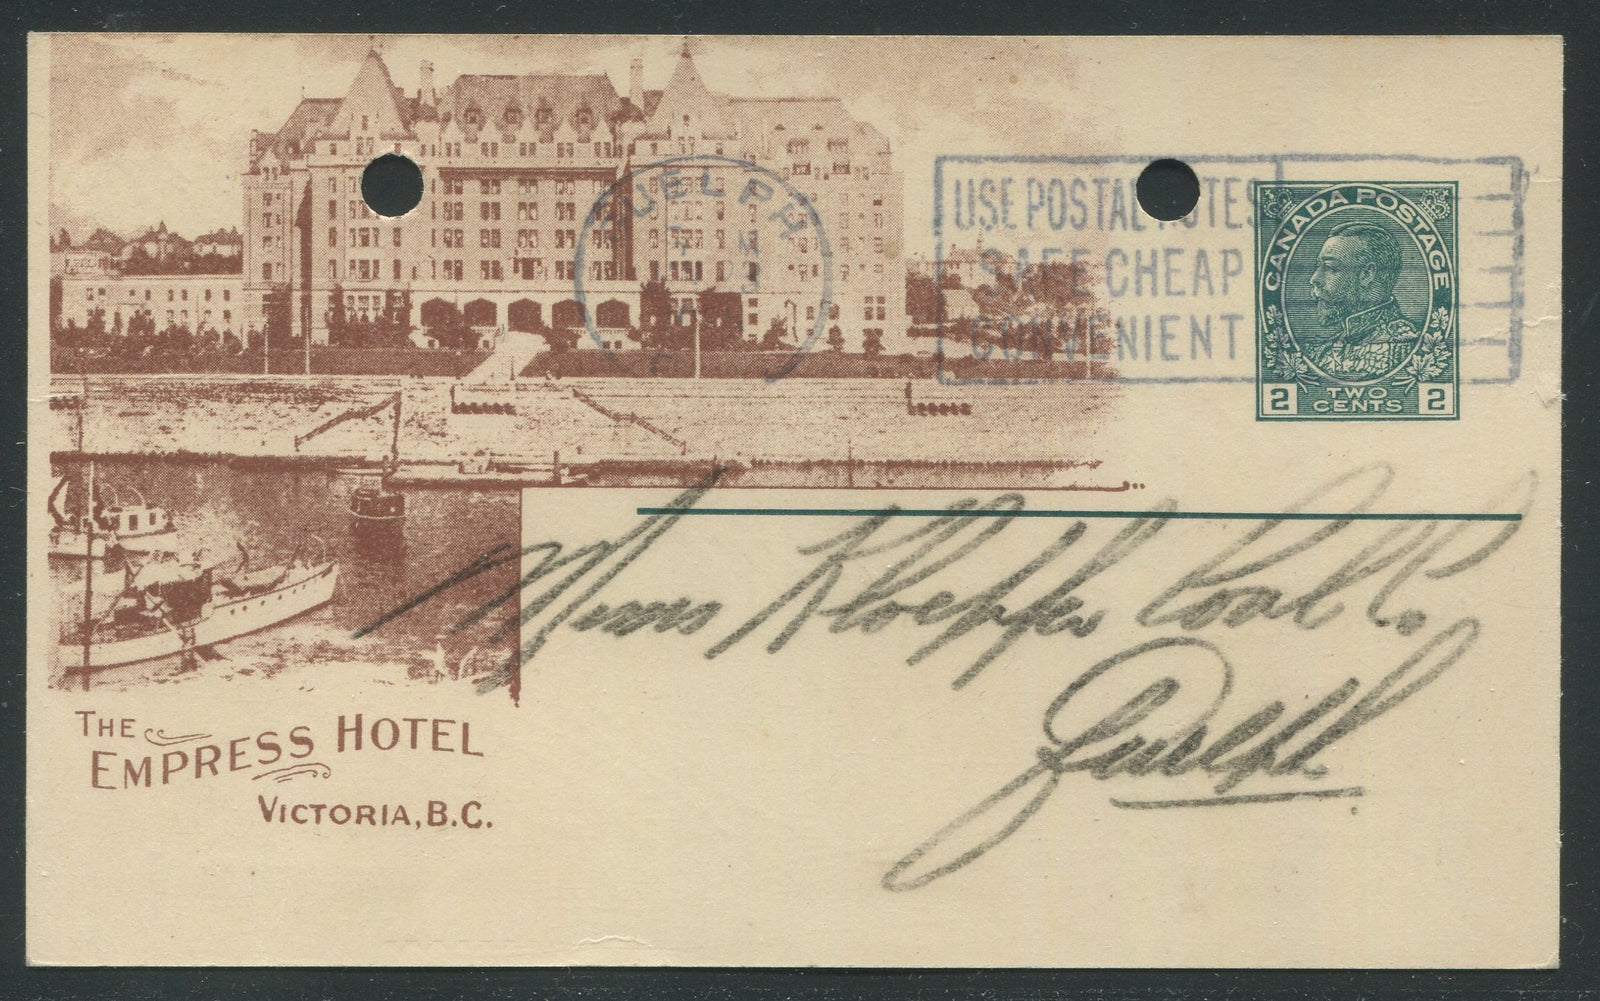 GUELPH
USE POSTAL NOTES
SAFE CHEAP
CONVENIENT
CANADA POSTAGE
2 TWO CENTS 2
Messrs Kloepfer Coal Co.
Guelph
THE
EMPRESS HOTEL
VICTORIA, B.C.